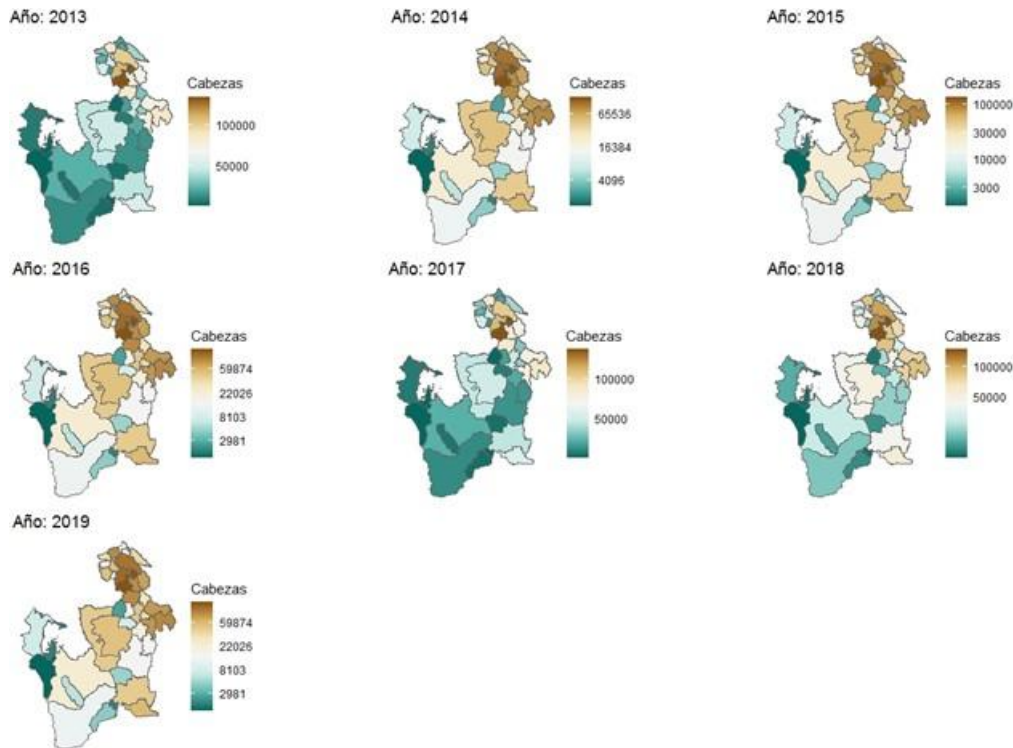 Año: 2013
Cabezas
100000
50000
Año: 2014
Cabezas
65536
16384
4096
Año: 2015
Cabezas
100000
30000
10000
3000
Año: 2016
Cabezas
59874
22026
8103
2981
Año: 2017
Cabezas
100000
50000
Año: 2018
Cabezas
100000
50000
Año: 2019
Cabezas
59874
22026
8103
2981